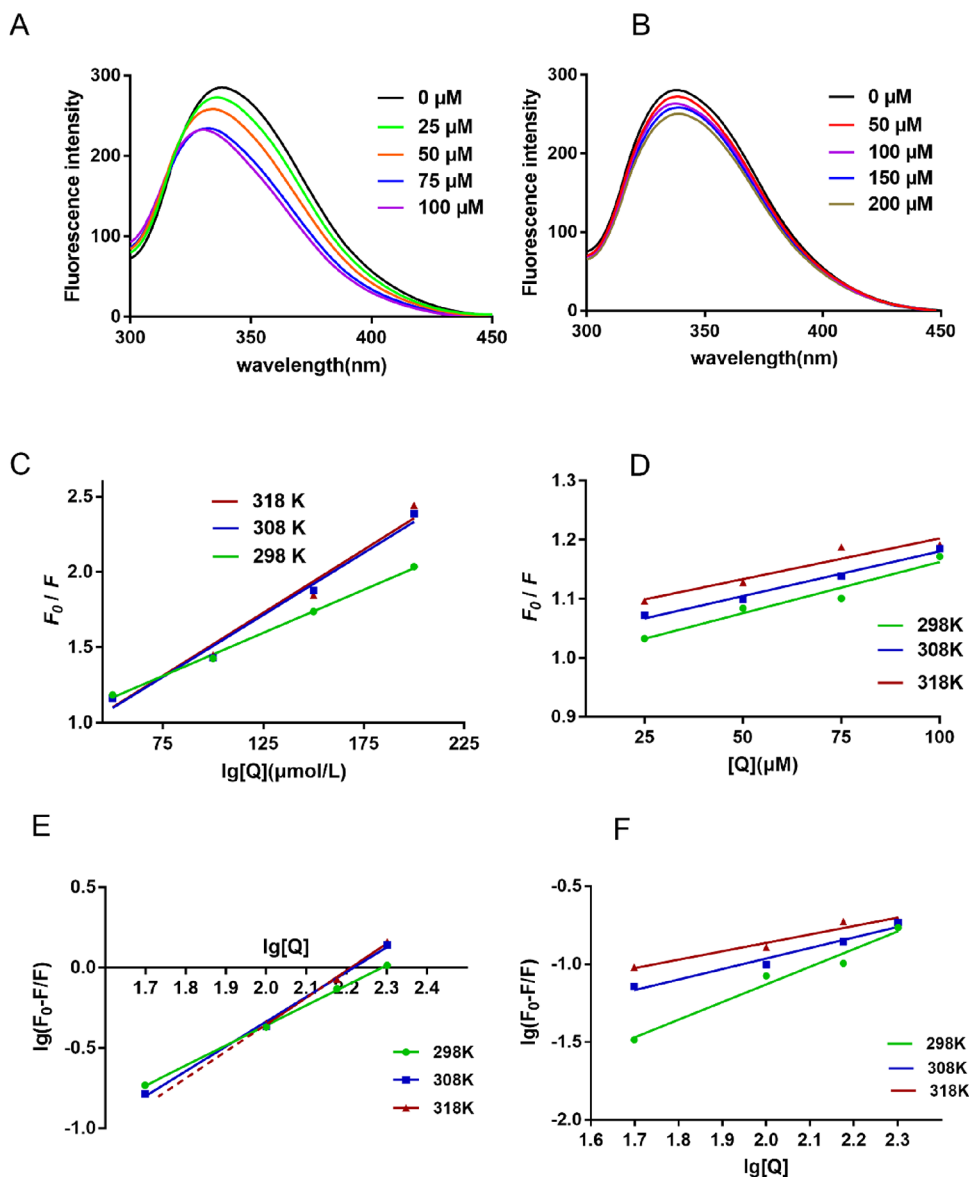 A
B
Fluorescence intensity
300
200
100
0
0 µM
25 µM
50 µM
75 µM
100 µM
300 350 400 450
wavelength(nm)
Fluorescence intensity
300
200
100
0
0 µM
50 µM
100 µM
150 µM
200 µM
300 350 400 450
wavelength(nm)
C
D
F0 / F
2.5
2.0
1.5
1.0
318 K
308 K
298 K
75 125 175 225
lg[Q](µmol/L)
F0 / F
1.3
1.2
1.1
1.0
0.9
298K
308K
318K
25 50 75 100
[Q](µM)
E
F
lg(F0-F/F)
0.5
0.0
-0.5
-1.0
lg[Q]
1.7 1.8 1.9 2.0 2.1 2.2 2.3 2.4
298K
308K
318K
lg(F0-F/F)
-0.5
-1.0
-1.5
-2.0
298K
308K
318K
1.6 1.7 1.8 1.9 2.0 2.1 2.2 2.3
lg[Q]